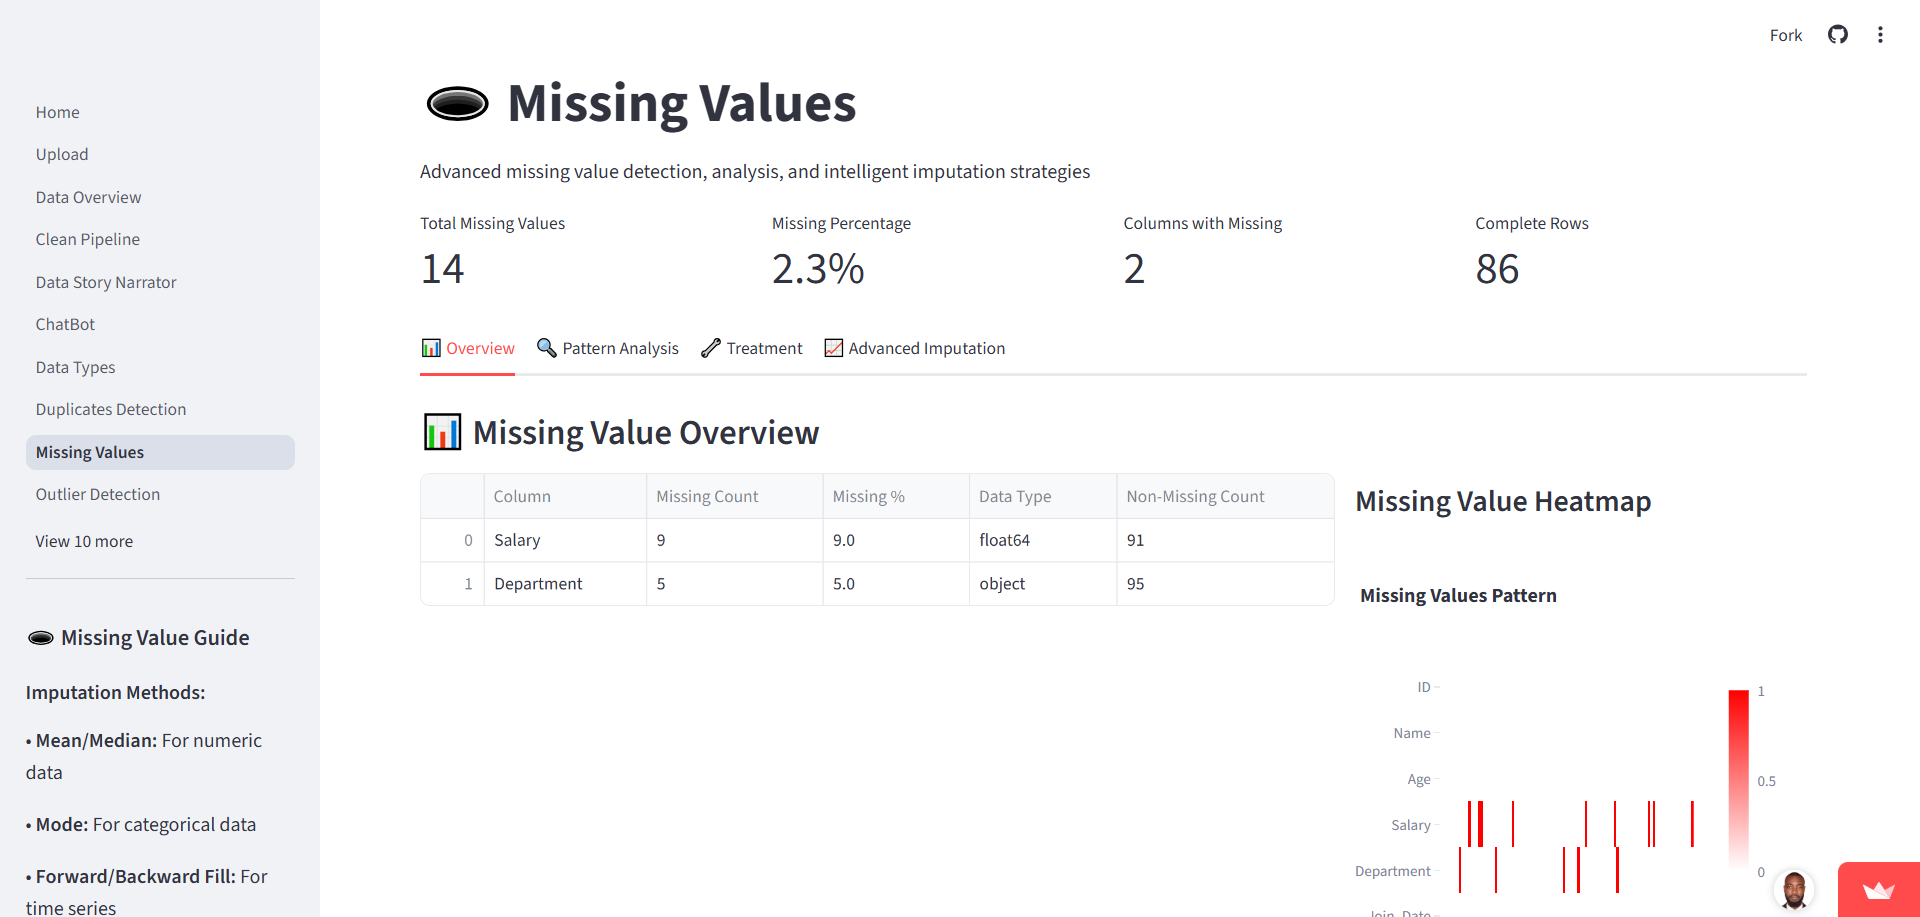 Fork
Home
Upload
Data Overview
Clean Pipeline
Data Story Narrator
ChatBot
Data Types
Duplicates Detection
Missing Values
Outlier Detection
View 10 more
Missing Value Guide
Imputation Methods:
• Mean/Median: For numeric
data
• Mode: For categorical data
• Forward/Backward Fill: For
time series
Missing Values
Advanced missing value detection, analysis, and intelligent imputation strategies
Total Missing Values
14
Missing Percentage
2.3%
Columns with Missing
2
Complete Rows
86
Overview
Pattern Analysis
Treatment
Advanced Imputation
Missing Value Overview
Column Missing Count Missing % Data Type Non-Missing Count
0 Salary 9 9.0 float64 91
1 Department 5 5.0 object 95
Missing Value Heatmap
Missing Values Pattern
ID
Name
Age
Salary
Department
Join_Date
1
0.5
0